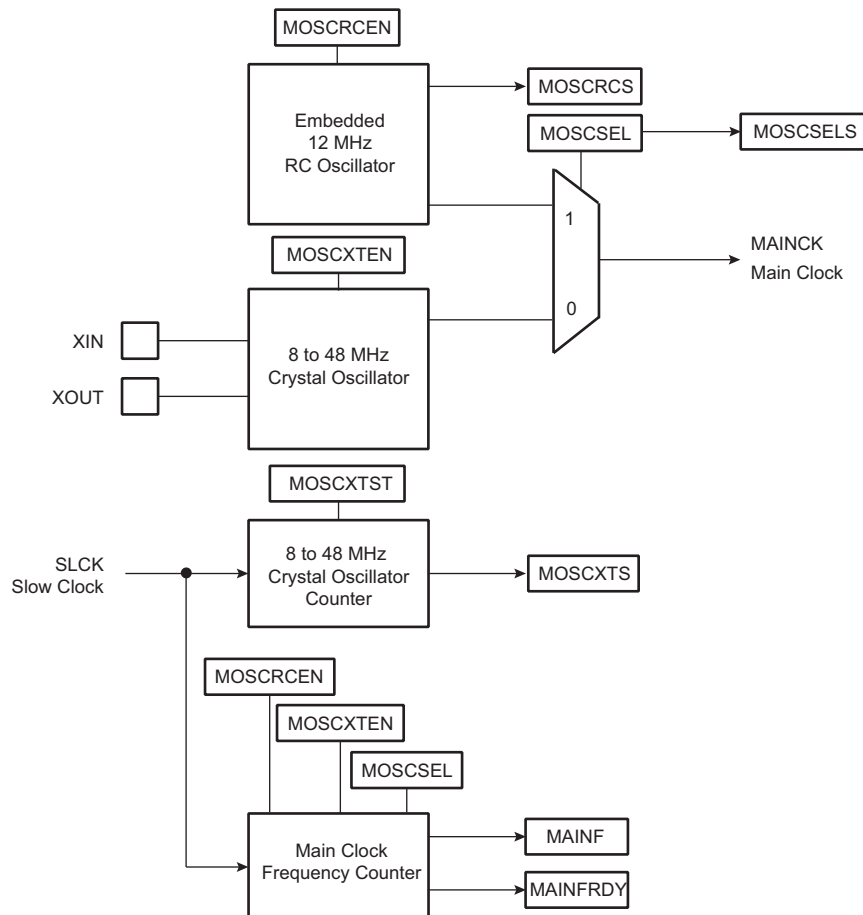 MOSCRCEN
Embedded
12 MHz
RC Oscillator
MOSCRCS
MOSCSEL
MOSCSELS
1
0
MAINCK
Main Clock
MOSCXTEN
XIN
XOUT
8 to 48 MHz
Crystal Oscillator
MOSCXTST
SLCK
Slow Clock
8 to 48 MHz
Crystal Oscillator
Counter
MOSCXTS
MOSCRCEN
MOSCXTEN
MOSCSEL
Main Clock
Frequency Counter
MAINF
MAINFRDY